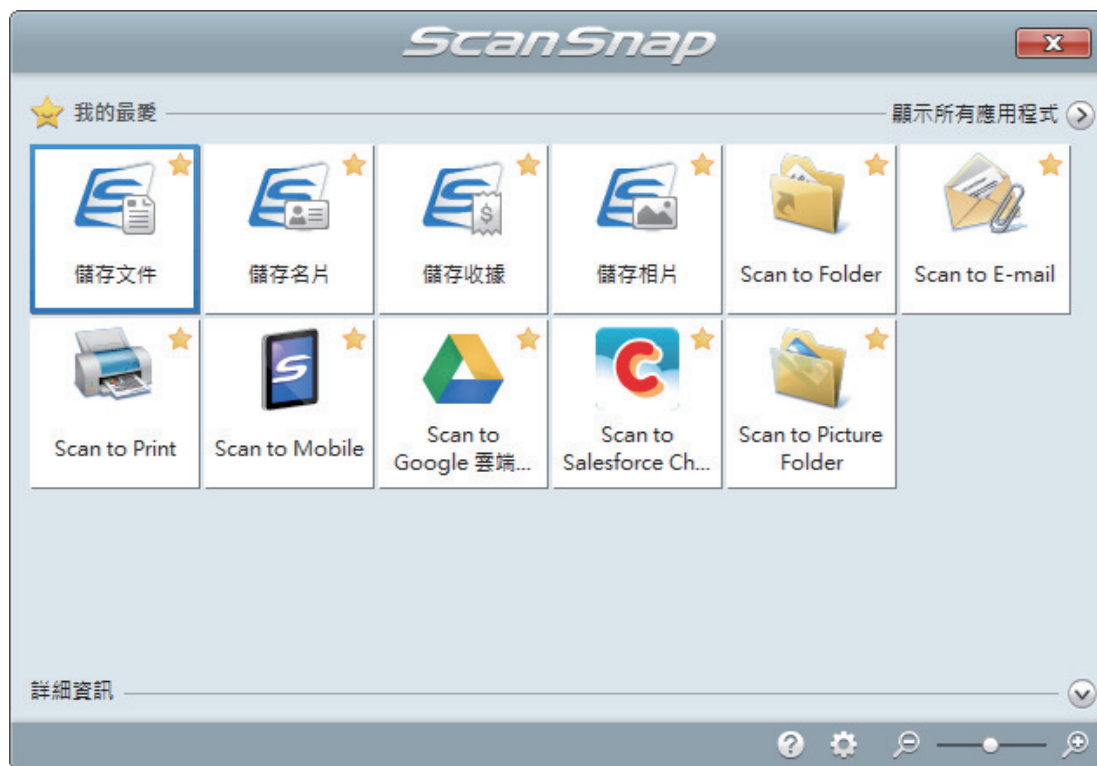 ScanSnap
我的最愛
顯示所有應用程式
儲存文件
儲存名片
儲存收據
儲存相片
Scan to Folder
Scan to E-mail
Scan to Print
Scan to Mobile
Scan to
Google 雲端...
Scan to
Salesforce Ch...
Scan to Picture
Folder
詳細資訊